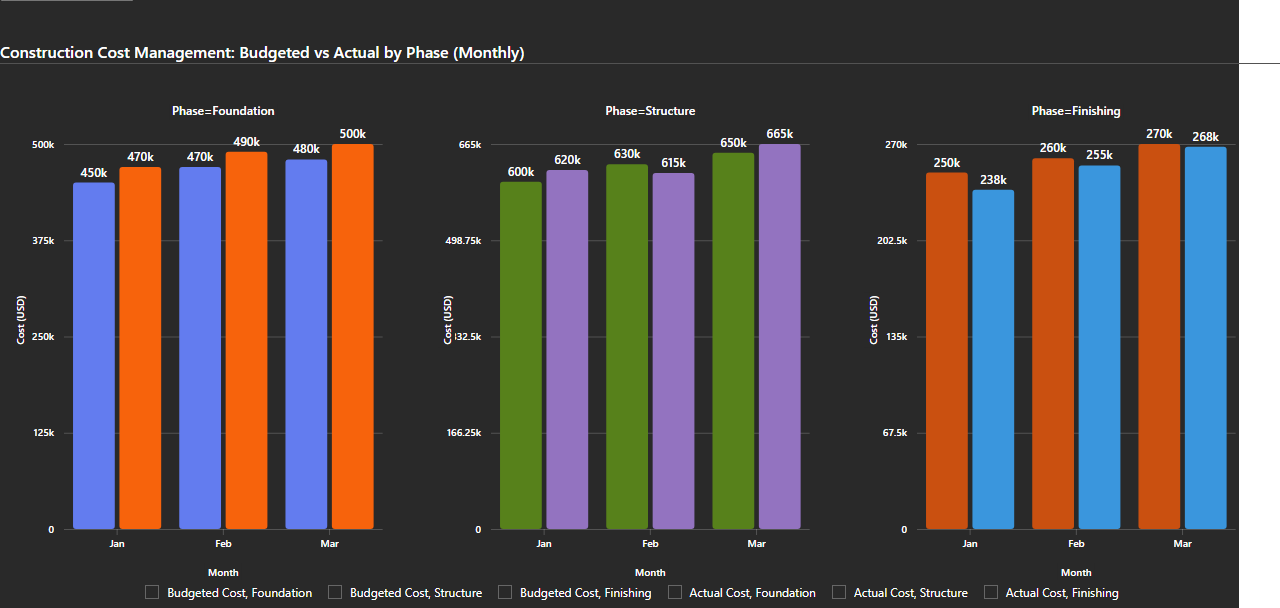 Construction Cost Management: Budgeted vs Actual by Phase (Monthly)
Phase=Foundation
500k
375k
250k
125k
0
Cost (USD)
450k
470k
470k
490k
480k
500k
Jan
Feb
Mar
Month
Phase=Structure
665k
498.75k
332.5k
166.25k
0
Cost (USD)
600k
620k
630k
615k
650k
665k
Jan
Feb
Mar
Month
Phase=Finishing
270k
202.5k
135k
67.5k
0
Cost (USD)
250k
238k
260k
255k
270k
268k
Jan
Feb
Mar
Month
Budgeted Cost, Foundation
Budgeted Cost, Structure
Budgeted Cost, Finishing
Actual Cost, Foundation
Actual Cost, Structure
Actual Cost, Finishing